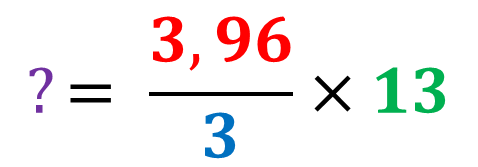 ? = 3,96 / 3 × 13